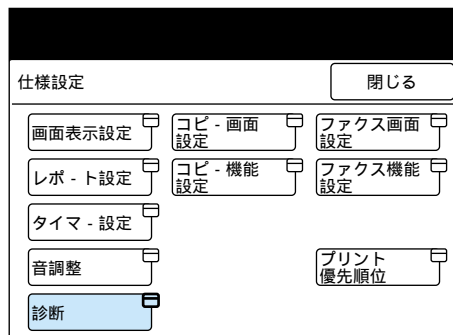 仕様設定
閉じる
画面表示設定
コピ - 画面
設定
ファクス画面
設定
レポ - ト設定
コピ - 機能
設定
ファクス機能
設定
タイマ - 設定
音調整
プリント
優先順位
診断